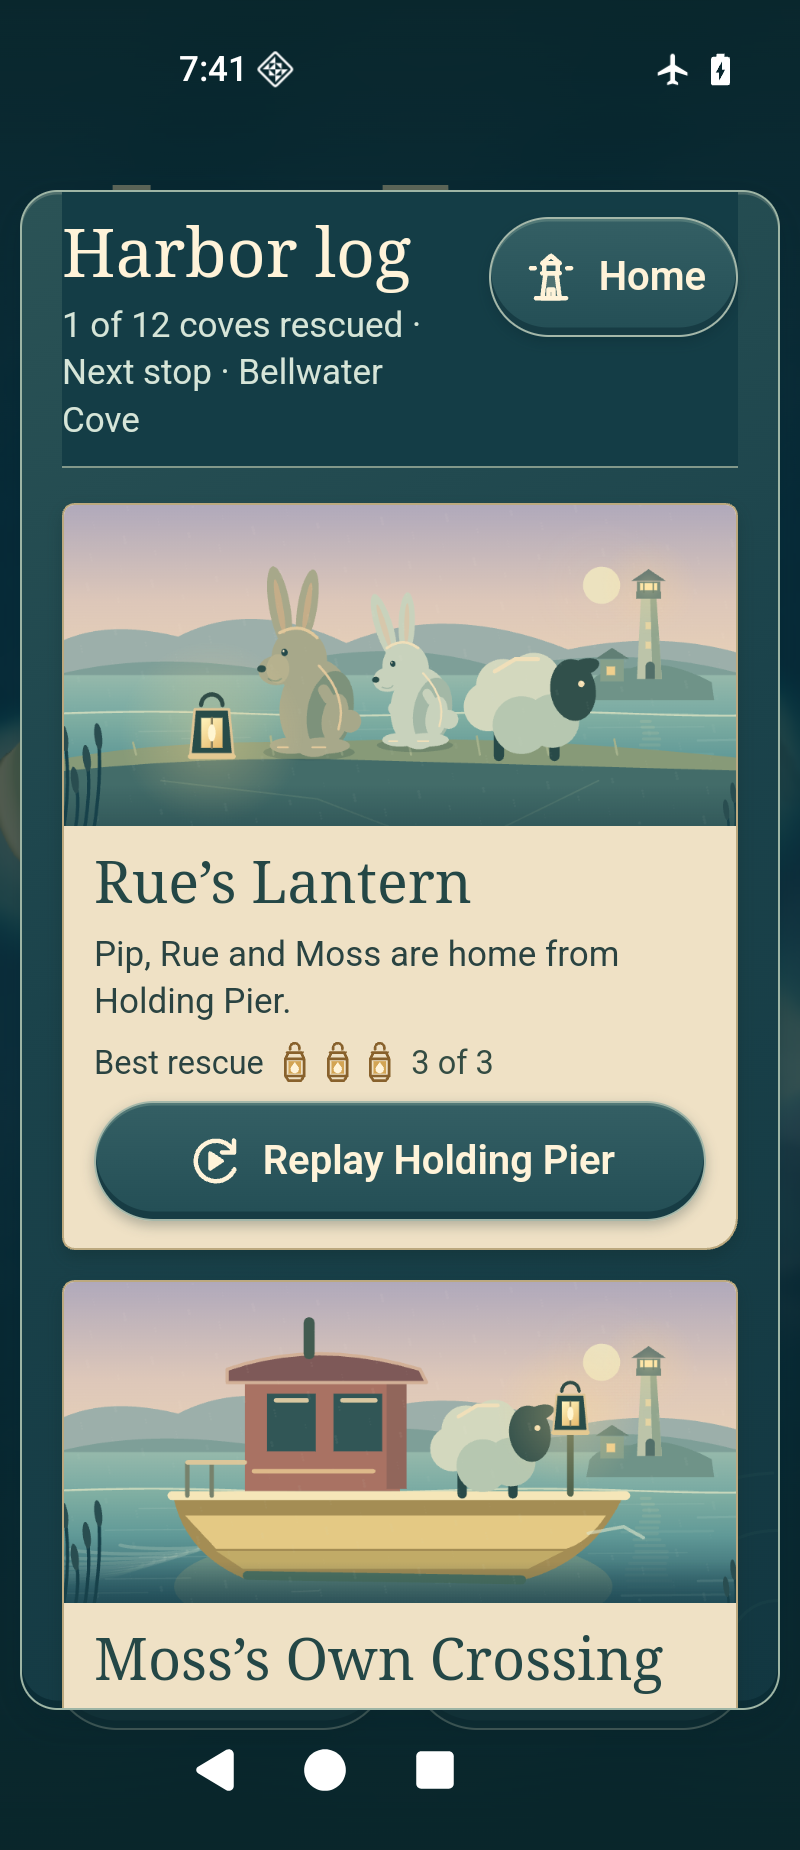 7:41
Harbor log
Home
1 of 12 coves rescued ·
Next stop · Bellwater
Cove
Rue’s Lantern
Pip, Rue and Moss are home from
Holding Pier.
Best rescue 3 of 3
Replay Holding Pier
Moss’s Own Crossing